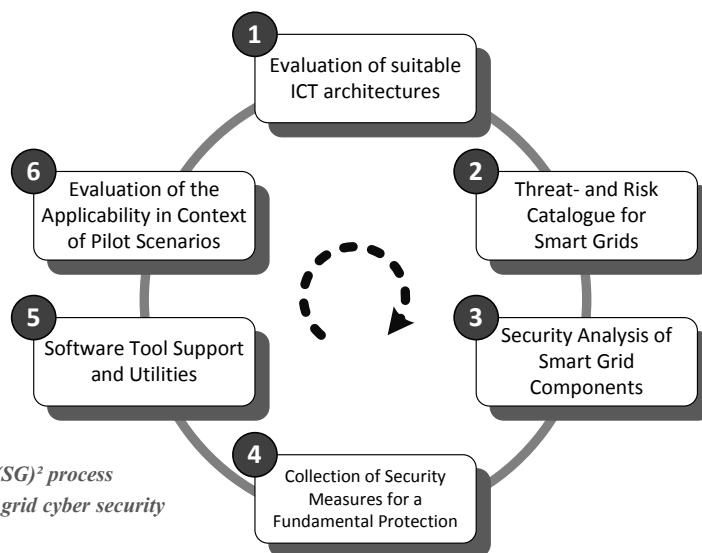 1
Evaluation of suitable
ICT architectures
2
Threat- and Risk
Catalogue for
Smart Grids
3
Security Analysis of
Smart Grid
Components
4
Collection of Security
Measures for a
Fundamental Protection
5
Software Tool Support
and Utilities
6
Evaluation of the
Applicability in Context
of Pilot Scenarios
(SG)² process
grid cyber security